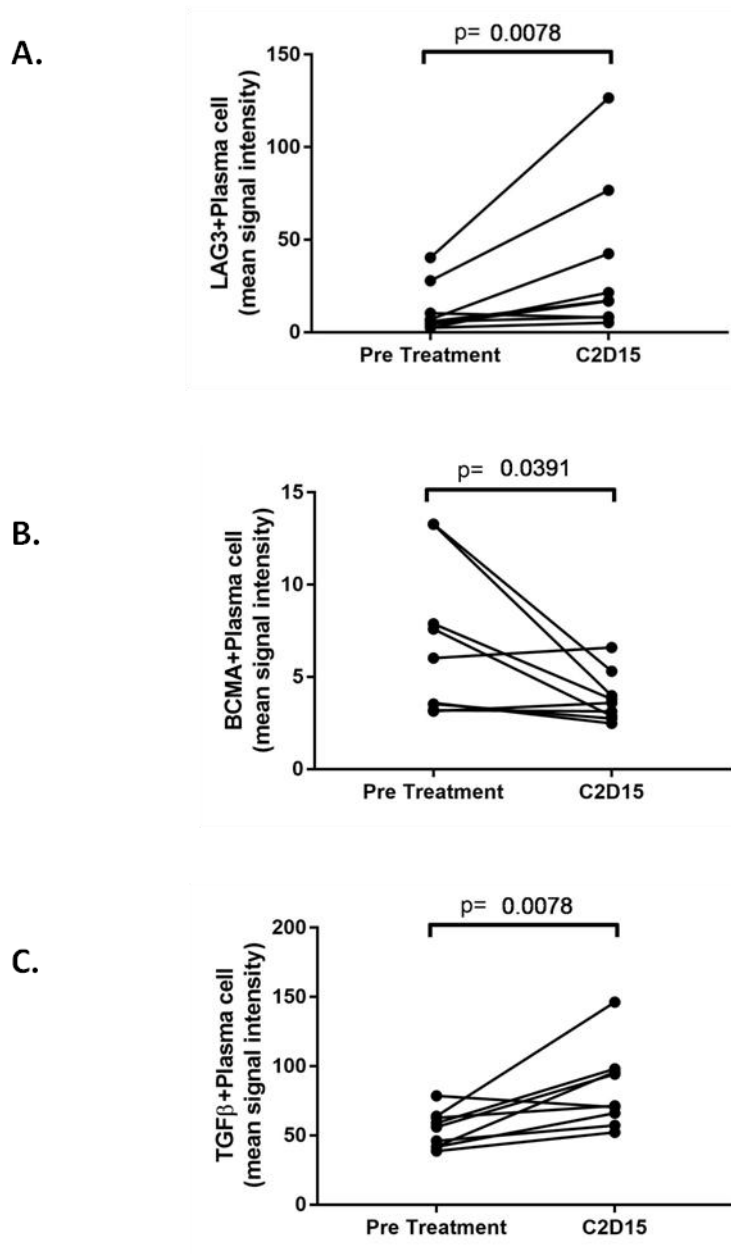 A.
p= 0.0078
LAG3+Plasma cell
(mean signal intensity)
150
100
50
0
Pre Treatment C2D15
B.
p= 0.0391
BCMA+Plasma cell
(mean signal intensity)
15
10
5
0
Pre Treatment C2D15
C.
p= 0.0078
TGFβ+Plasma cell
(mean signal intensity)
200
150
100
50
0
Pre Treatment C2D15